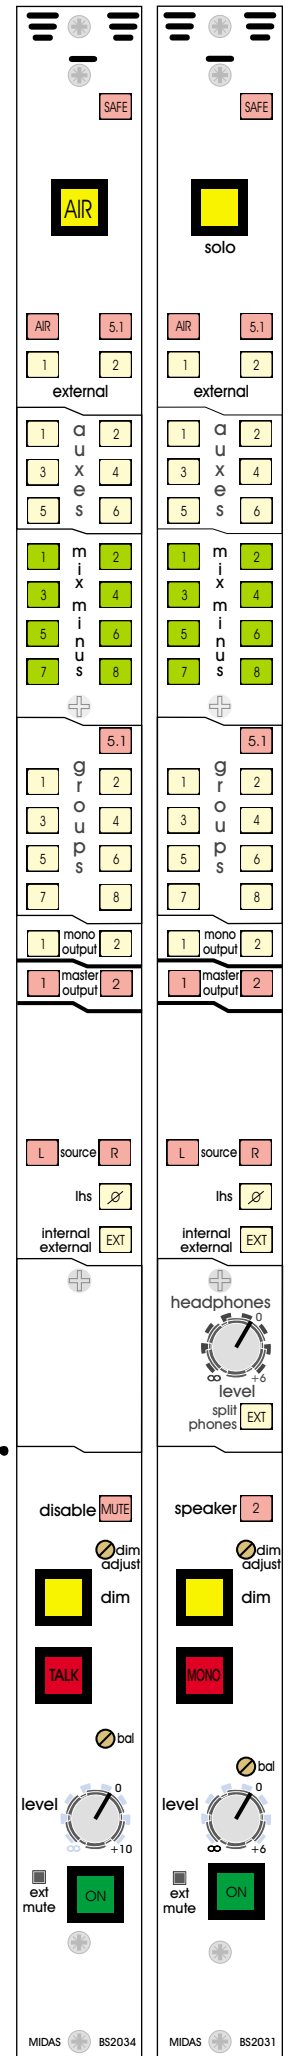 SAFE
AIR
AIR 5.1
1 2
external
1 auxes 2
3 4
5 6
1 mix minus 2
3 4
5 6
7 8
5.1
1 groups 2
3 4
5 6
7 8
1 mono output 2
1 master output 2
L source R
lhs Ø
internal external EXT
disable MUTE
dim adjust
dim
TALK
bal
level
0
∞ +10
ext mute
ON
MIDAS BS2034
SAFE
solo
AIR 5.1
1 2
external
1 auxes 2
3 4
5 6
1 mix minus 2
3 4
5 6
7 8
5.1
1 groups 2
3 4
5 6
7 8
1 mono output 2
1 master output 2
L source R
lhs Ø
internal external EXT
headphones
0
∞ +6
level
split phones EXT
speaker 2
dim adjust
dim
MONO
bal
level
0
∞ +6
ext mute
ON
MIDAS BS2031